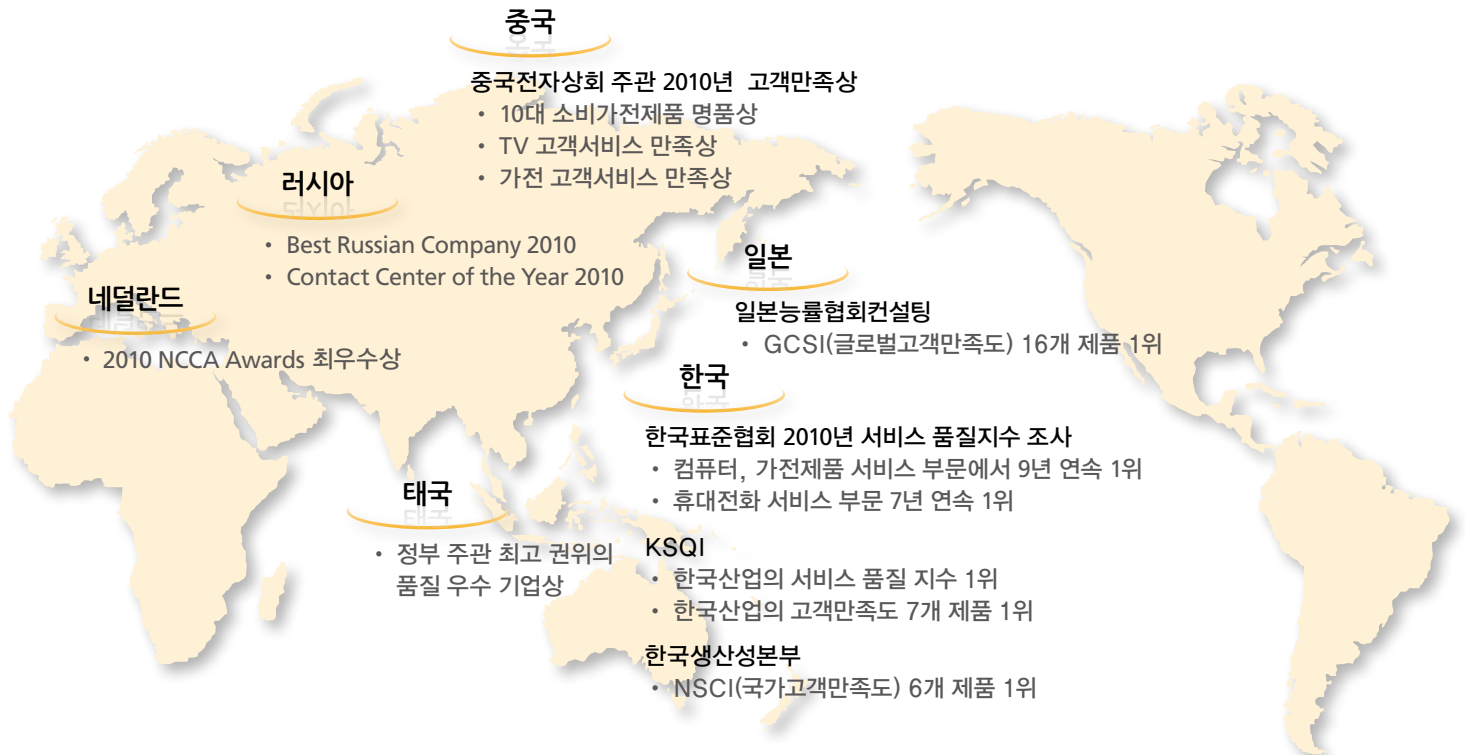 중국
중국전자상회 주관 2010년 고객만족상
• 10대 소비가전제품 명품상
• TV 고객서비스 만족상
• 가전 고객서비스 만족상
러시아
• Best Russian Company 2010
• Contact Center of the Year 2010
네덜란드
• 2010 NCCA Awards 최우수상
일본
일본능률협회컨설팅
• GCSI(글로벌고객만족도) 16개 제품 1위
한국
한국표준협회 2010년 서비스 품질지수 조사
• 컴퓨터, 가전제품 서비스 부문에서 9년 연속 1위
• 휴대전화 서비스 부문 7년 연속 1위
KSQI
• 한국산업의 서비스 품질 지수 1위
• 한국산업의 고객만족도 7개 제품 1위
한국생산성본부
• NSCI(국가고객만족도) 6개 제품 1위
태국
• 정부 주관 최고 권위의
품질 우수 기업상